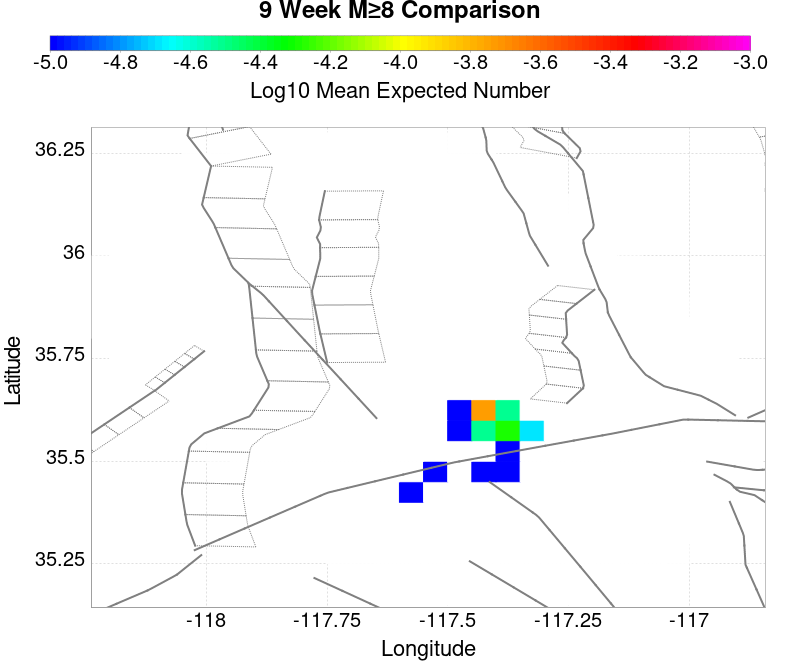 9 Week M≥8 Comparison
-5.0 -4.8 -4.6 -4.4 -4.2 -4.0 -3.8 -3.6 -3.4 -3.2 -3.0
Log10 Mean Expected Number
36.25
36
35.75
35.5
35.25
Latitude
-118 -117.75 -117.5 -117.25 -117
Longitude